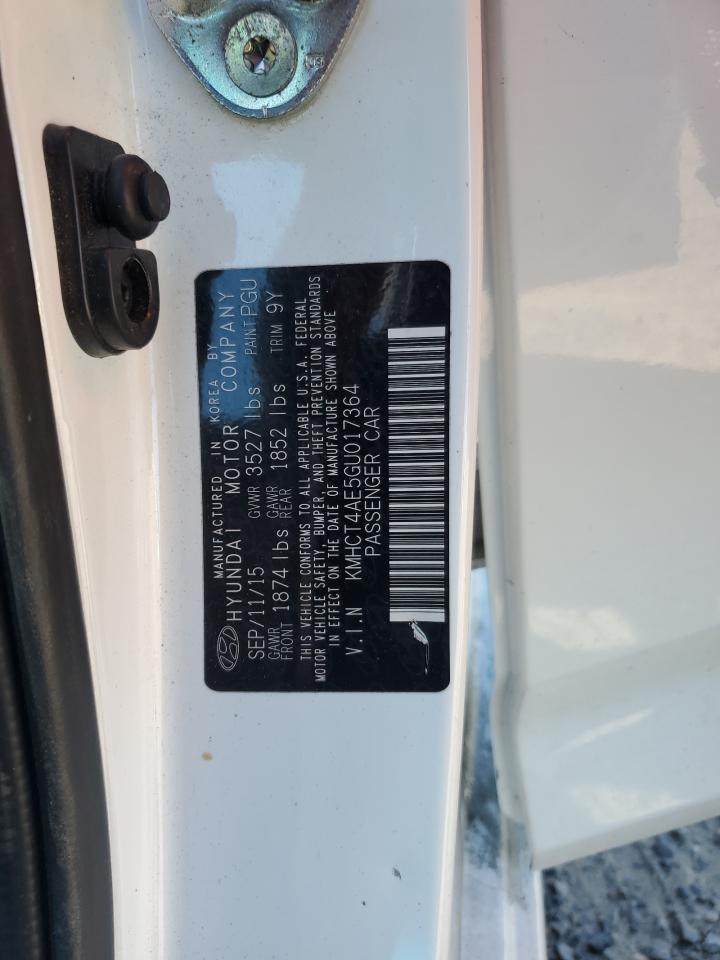 MANUFACTURED IN KOREA BY
HYUNDAI MOTOR COMPANY
SEP/11/15 GVWR 3527 lbs PAINT PGU
GAWR FRONT 1874 lbs GAWR REAR 1852 lbs TRIM 9Y
THIS VEHICLE CONFORMS TO ALL APPLICABLE U.S.A. FEDERAL
MOTOR VEHICLE SAFETY, BUMPER, AND THEFT PREVENTION STANDARDS
IN EFFECT ON THE DATE OF MANUFACTURE SHOWN ABOVE
V.I.N KMHCT4AE5GU017364
PASSENGER CAR